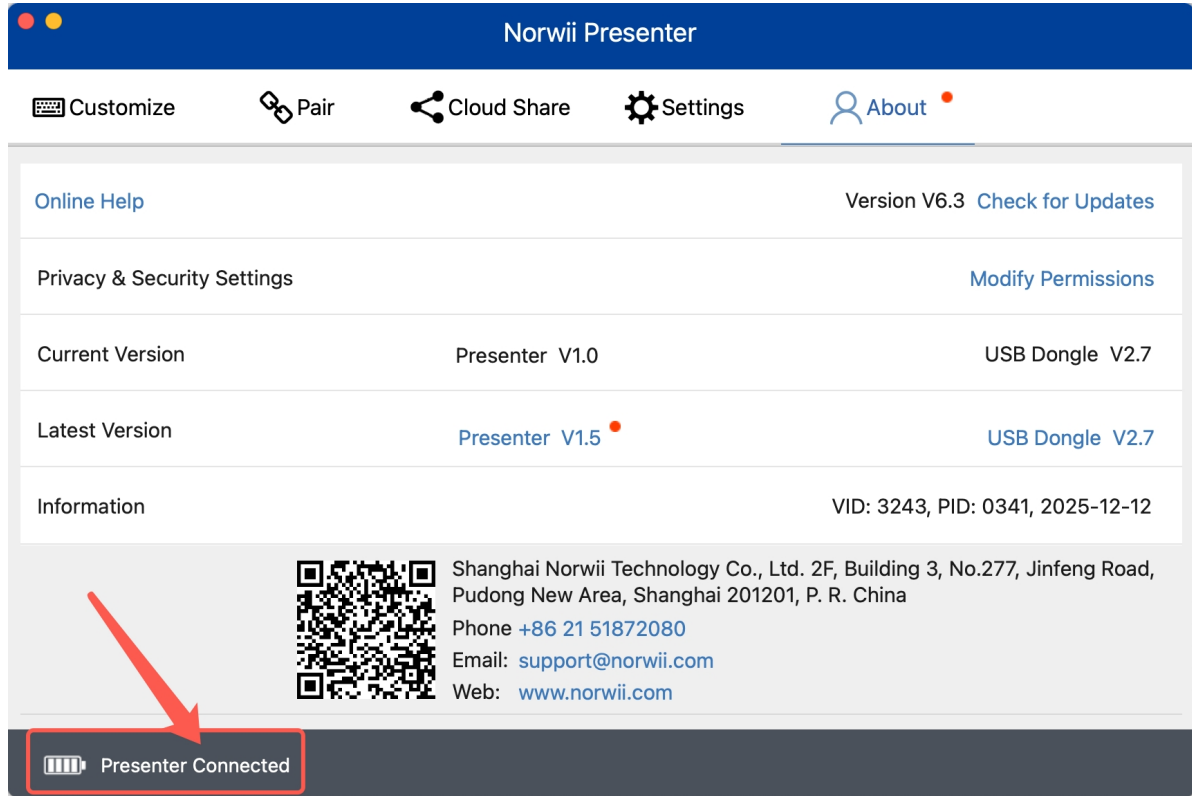 Norwii Presenter
Customize Pair Cloud Share Settings About
Online Help Version V6.3 Check for Updates
Privacy & Security Settings Modify Permissions
Current Version Presenter V1.0 USB Dongle V2.7
Latest Version Presenter V1.5 USB Dongle V2.7
Information VID: 3243, PID: 0341, 2025-12-12
Shanghai Norwii Technology Co., Ltd. 2F, Building 3, No.277, Jinfeng Road,
Pudong New Area, Shanghai 201201, P. R. China
Phone +86 21 51872080
Email: support@norwii.com
Web: www.norwii.com
Presenter Connected